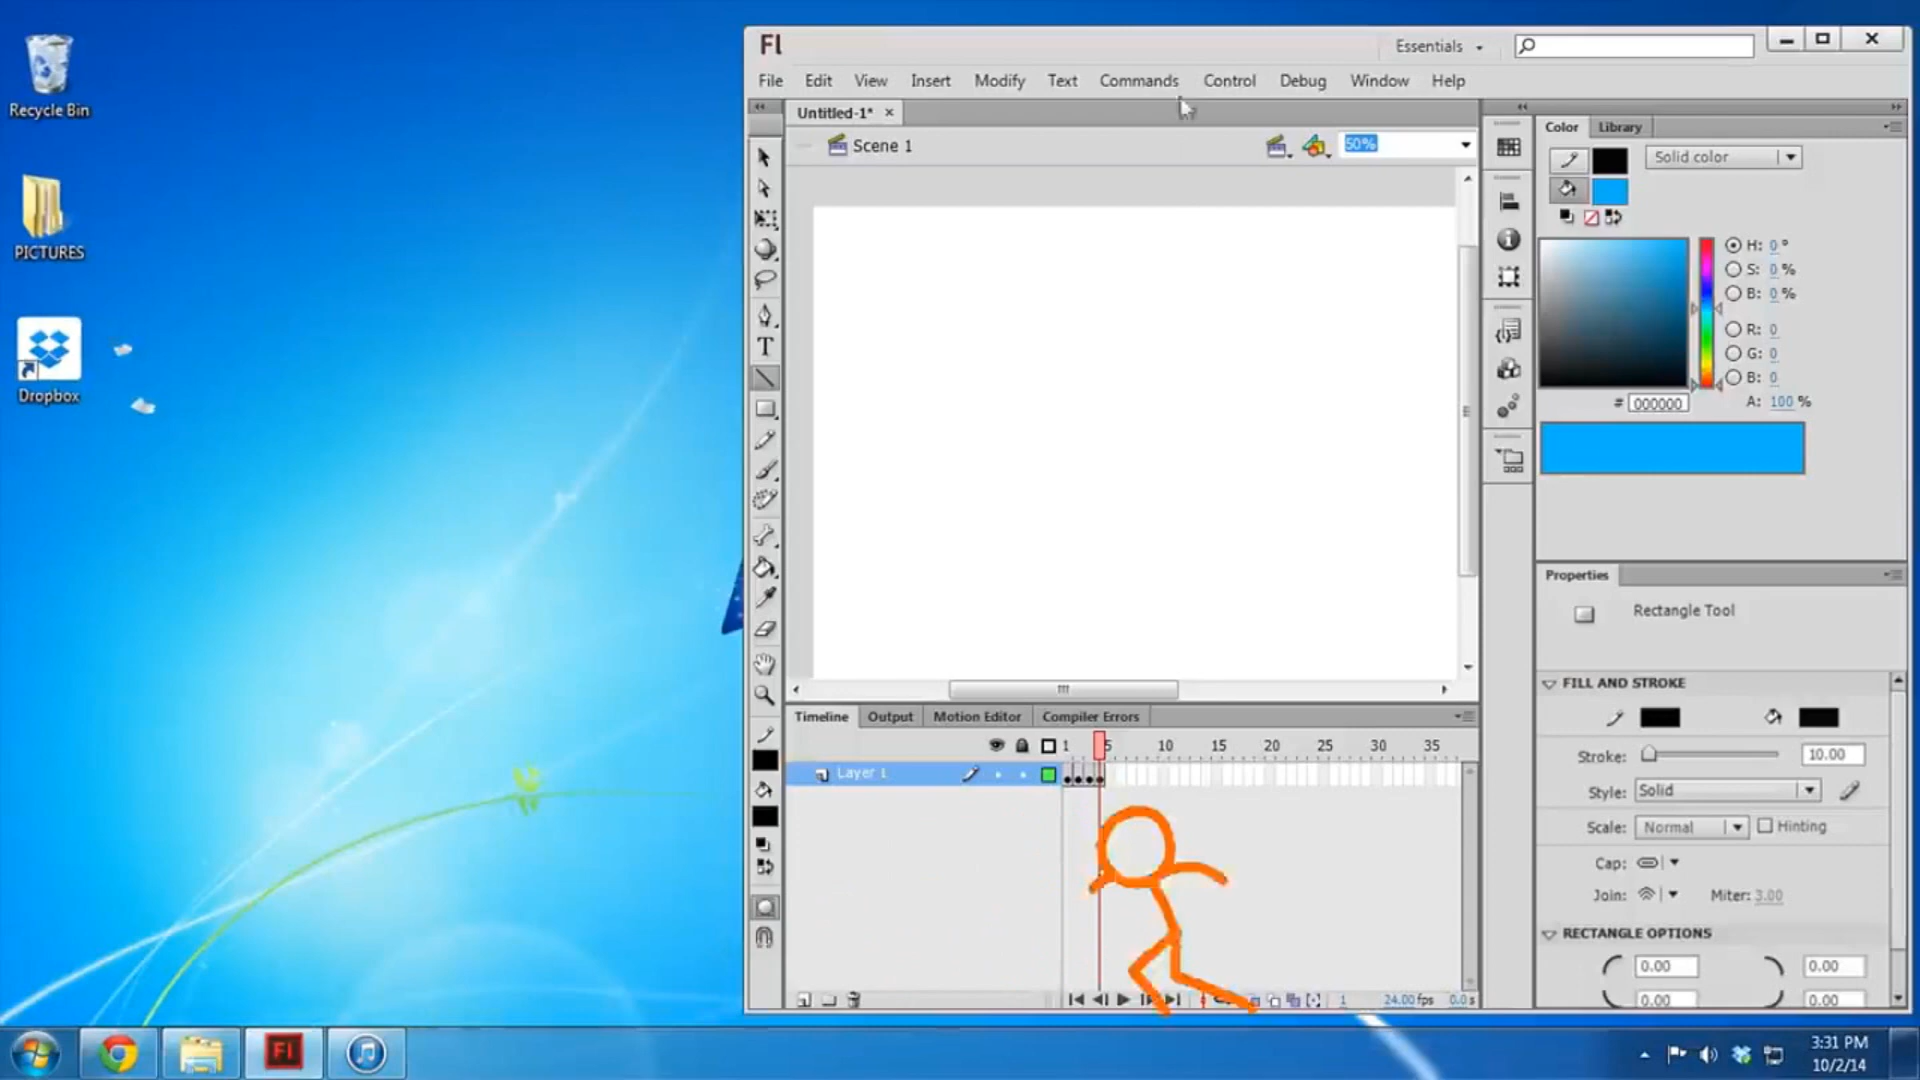 Recycle Bin
PICTURES
Dropbox
Fl
Essentials
File Edit View Insert Modify Text Commands Control Debug Window Help
Untitled-1*
Scene 1
50%
T
Timeline Output Motion Editor Compiler Errors
1 5 10 15 20 25 30 35
Layer 1
1 24.00 fps 0.0 s
Color Library
Solid color
H: 0 °
S: 0 %
B: 0 %
R: 0
G: 0
B: 0
# 000000
A: 100 %
Properties
Rectangle Tool
FILL AND STROKE
Stroke: 10.00
Style: Solid
Scale: Normal Hinting
Cap:
Join: Miter: 3.00
RECTANGLE OPTIONS
0.00 0.00
0.00 0.00
Fl
3:31 PM
10/2/14